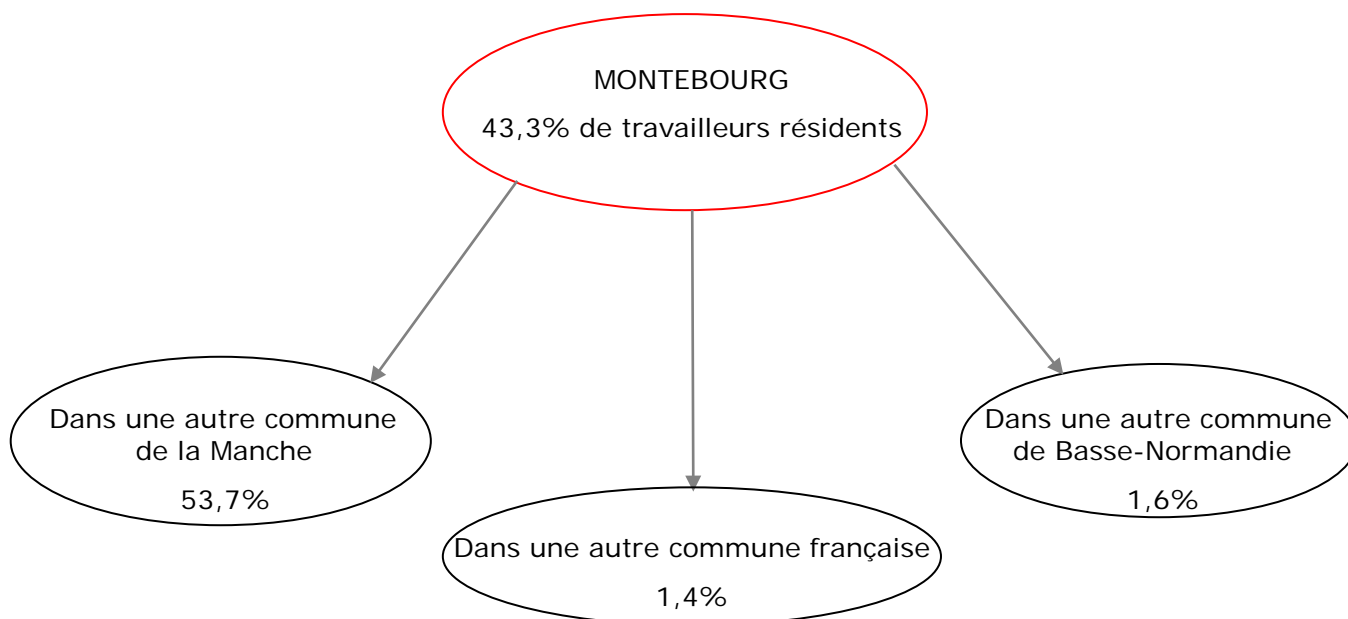 MONTEBOURG
43,3% de travailleurs résidents
Dans une autre commune
de la Manche
53,7%
Dans une autre commune française
1,4%
Dans une autre commune
de Basse-Normandie
1,6%